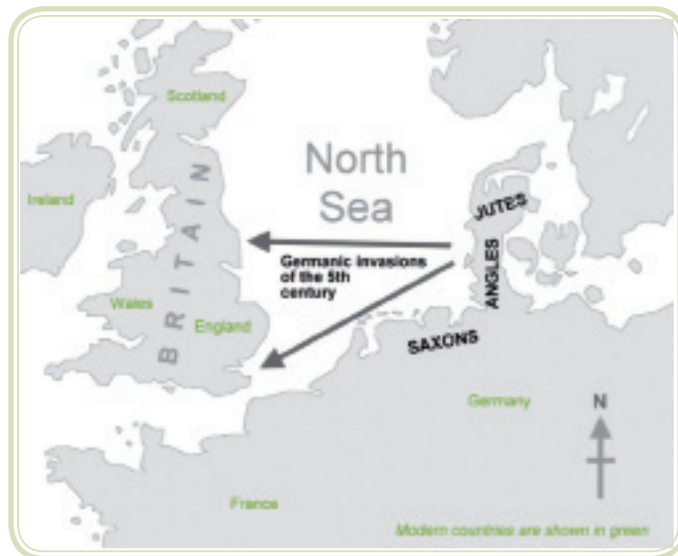 Scotland
North
Sea
Ireland
JUTES
BRITAIN
Germanic invasions
of the 5th
century
ANGLES
Wales
England
SAXONS
Germany
N
France
Modern countries are shown in green